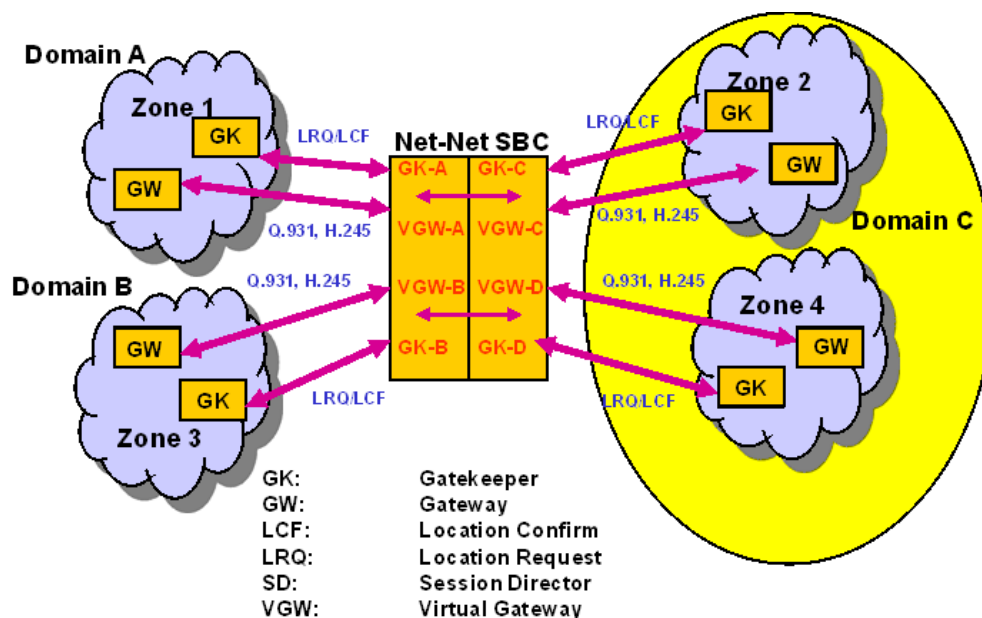 Domain A
Zone 1
GK
LRQ/LCF
GW
Q.931, H.245
Domain B
Q.931, H.245
GW
GK
LRQ/LCF
Zone 3
Net-Net SBC
GK-A GK-C
VGW-A VGW-C
VGW-B VGW-D
GK-B GK-D
Zone 2
LRQ/LCF
GK
GW
Q.931, H.245
Domain C
Q.931, H.245
Zone 4
GW
GK
LRQ/LCF
GK: Gatekeeper
GW: Gateway
LCF: Location Confirm
LRQ: Location Request
SD: Session Director
VGW: Virtual Gateway